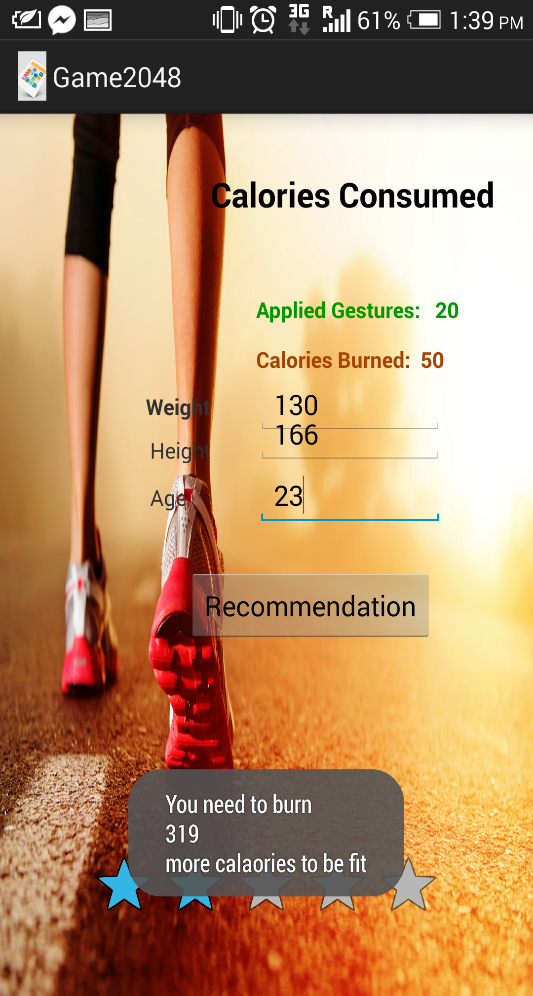 3G R 61% 1:39 PM
Game2048
Calories Consumed
Applied Gestures: 20
Calories Burned: 50
Weight 130
Height 166
Age 23
Recommendation
You need to burn
319
more calaories to be fit